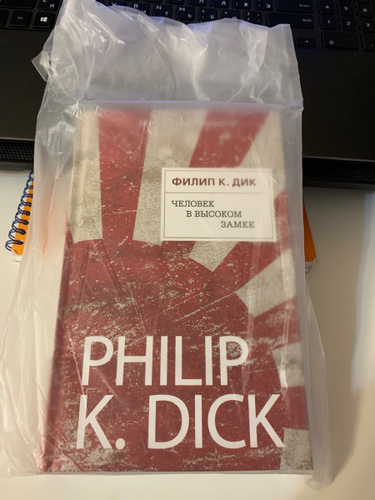 ФИЛИП К. ДИК
ЧЕЛОВЕК
В ВЫСОКОМ
ЗАМКЕ
PHILIP
K. DICK